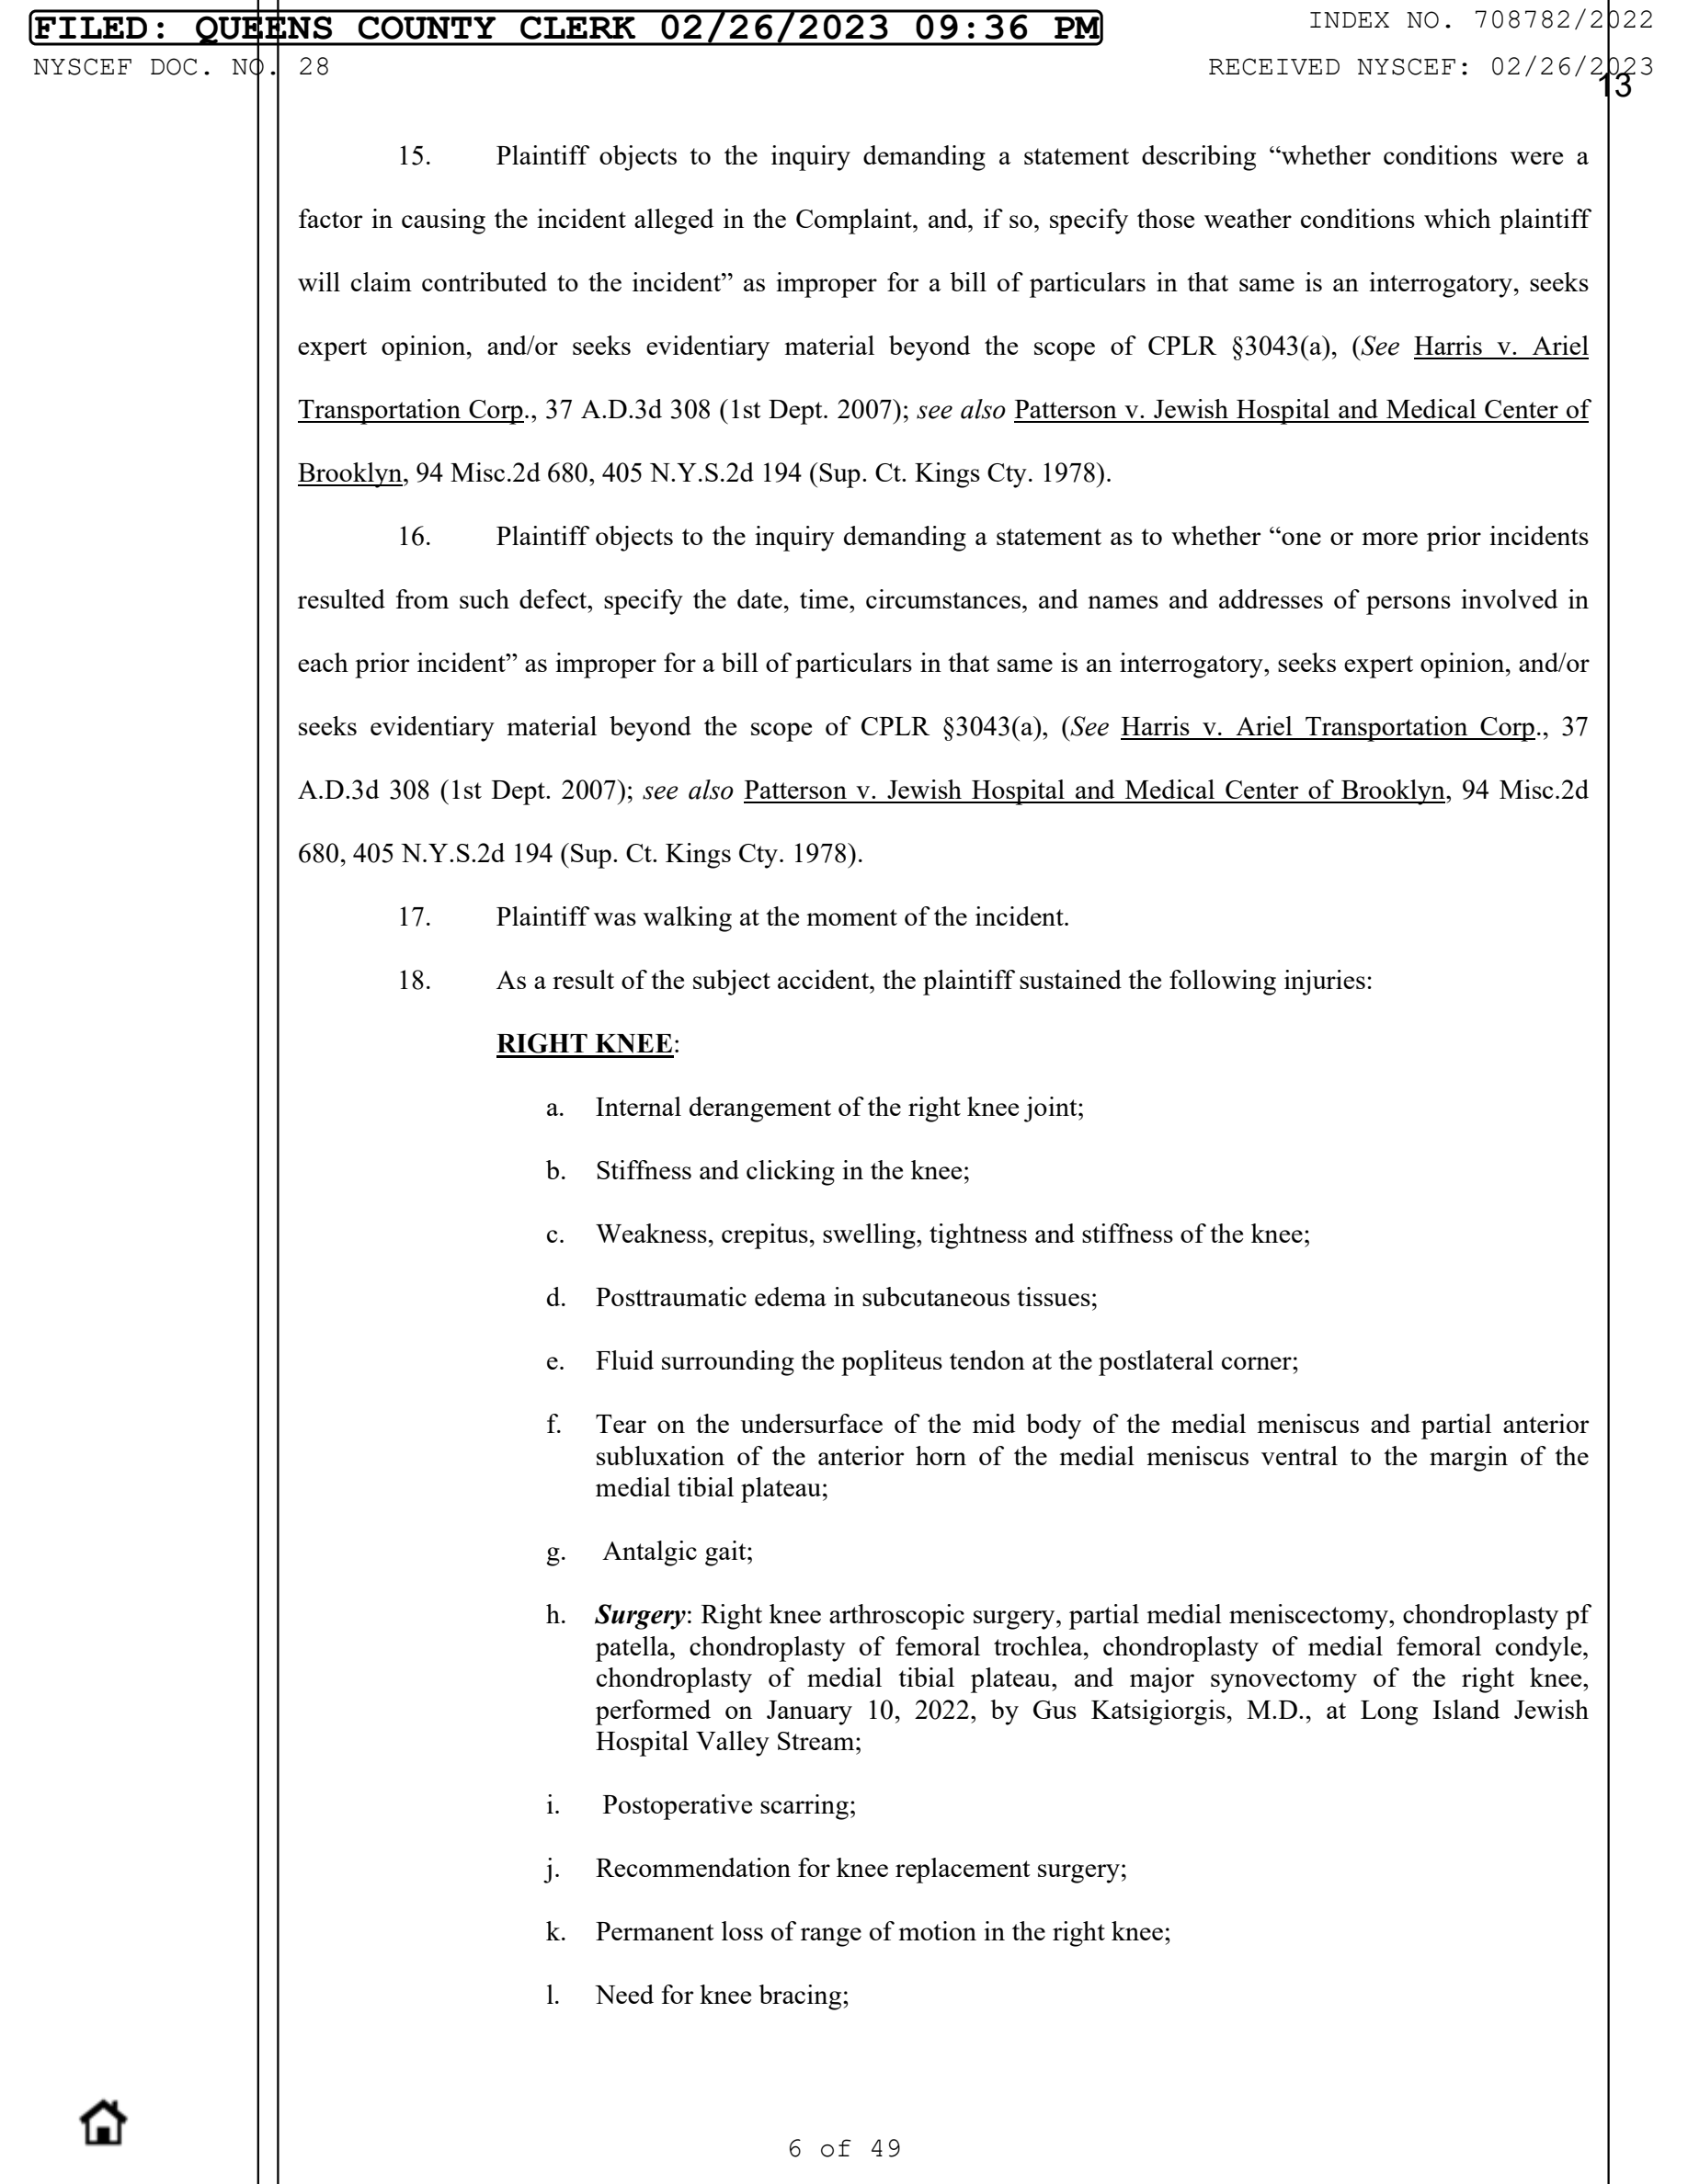 FILED: QUEENS COUNTY CLERK 02/26/2023 09:36 PM
INDEX NO. 708782/2022
NYSCEF DOC. NO. 28
RECEIVED NYSCEF: 02/26/2023
13
15. Plaintiff objects to the inquiry demanding a statement describing “whether conditions were a
factor in causing the incident alleged in the Complaint, and, if so, specify those weather conditions which plaintiff
will claim contributed to the incident” as improper for a bill of particulars in that same is an interrogatory, seeks
expert opinion, and/or seeks evidentiary material beyond the scope of CPLR §3043(a), (See Harris v. Ariel
Transportation Corp., 37 A.D.3d 308 (1st Dept. 2007); see also Patterson v. Jewish Hospital and Medical Center of
Brooklyn, 94 Misc.2d 680, 405 N.Y.S.2d 194 (Sup. Ct. Kings Cty. 1978).
16. Plaintiff objects to the inquiry demanding a statement as to whether “one or more prior incidents
resulted from such defect, specify the date, time, circumstances, and names and addresses of persons involved in
each prior incident” as improper for a bill of particulars in that same is an interrogatory, seeks expert opinion, and/or
seeks evidentiary material beyond the scope of CPLR §3043(a), (See Harris v. Ariel Transportation Corp., 37
A.D.3d 308 (1st Dept. 2007); see also Patterson v. Jewish Hospital and Medical Center of Brooklyn, 94 Misc.2d
680, 405 N.Y.S.2d 194 (Sup. Ct. Kings Cty. 1978).
17. Plaintiff was walking at the moment of the incident.
18. As a result of the subject accident, the plaintiff sustained the following injuries:
RIGHT KNEE:
a. Internal derangement of the right knee joint;
b. Stiffness and clicking in the knee;
c. Weakness, crepitus, swelling, tightness and stiffness of the knee;
d. Posttraumatic edema in subcutaneous tissues;
e. Fluid surrounding the popliteus tendon at the postlateral corner;
f. Tear on the undersurface of the mid body of the medial meniscus and partial anterior
subluxation of the anterior horn of the medial meniscus ventral to the margin of the
medial tibial plateau;
g. Antalgic gait;
h. Surgery: Right knee arthroscopic surgery, partial medial meniscectomy, chondroplasty pf
patella, chondroplasty of femoral trochlea, chondroplasty of medial femoral condyle,
chondroplasty of medial tibial plateau, and major synovectomy of the right knee,
performed on January 10, 2022, by Gus Katsigiorgis, M.D., at Long Island Jewish
Hospital Valley Stream;
i. Postoperative scarring;
j. Recommendation for knee replacement surgery;
k. Permanent loss of range of motion in the right knee;
l. Need for knee bracing;
6 of 49